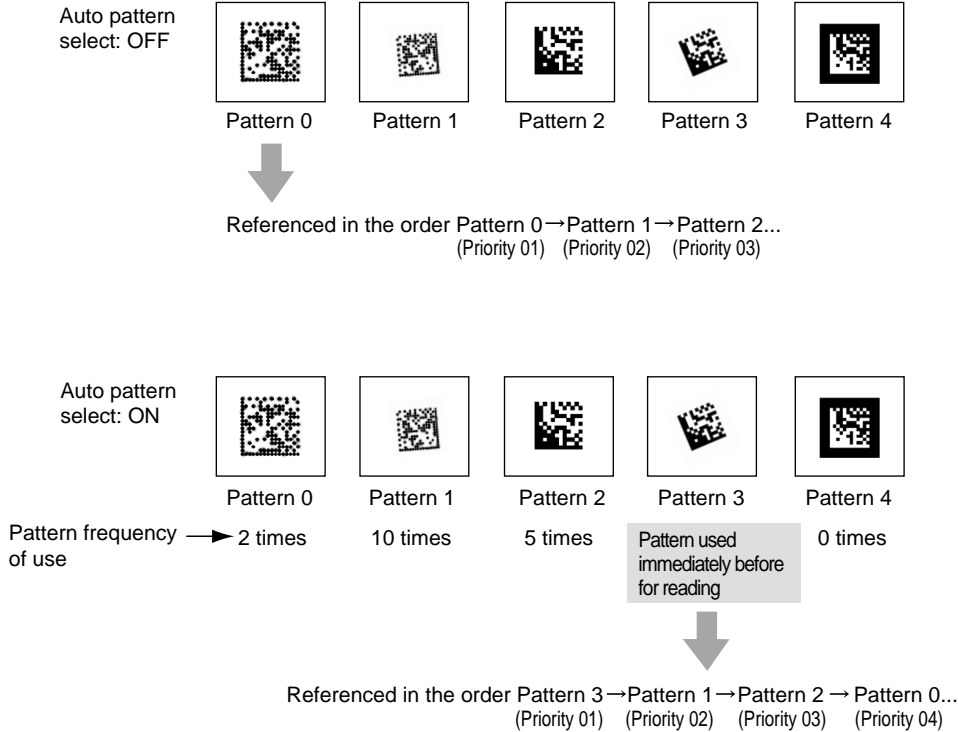 Auto pattern
select: OFF
Pattern 0 Pattern 1 Pattern 2 Pattern 3 Pattern 4
Referenced in the order Pattern 0→Pattern 1→Pattern 2...
(Priority 01) (Priority 02) (Priority 03)
Auto pattern
select: ON
Pattern 0 Pattern 1 Pattern 2 Pattern 3 Pattern 4
Pattern frequency
of use
2 times 10 times 5 times
Pattern used
immediately before
for reading
0 times
Referenced in the order Pattern 3→Pattern 1→Pattern 2→Pattern 0...
(Priority 01) (Priority 02) (Priority 03) (Priority 04)